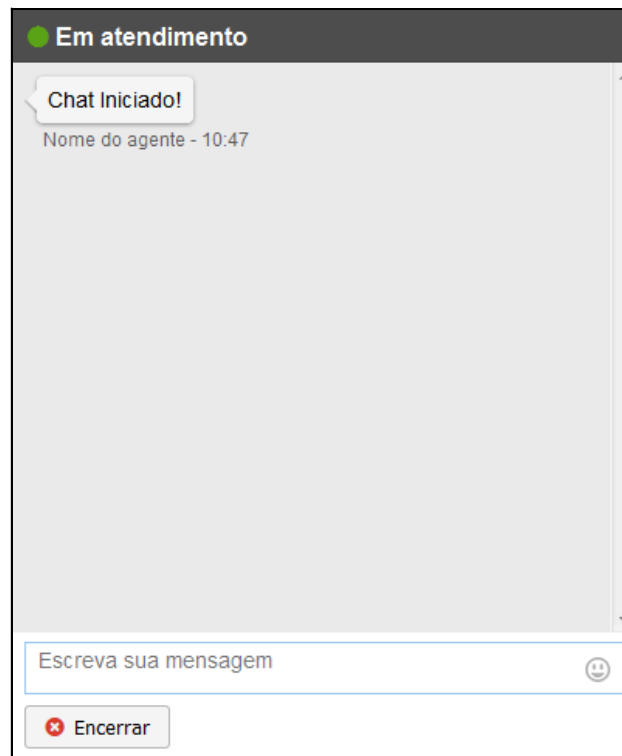 Em atendimento
Chat Iniciado!
Nome do agente - 10:47
Escreva sua mensagem
Encerrar